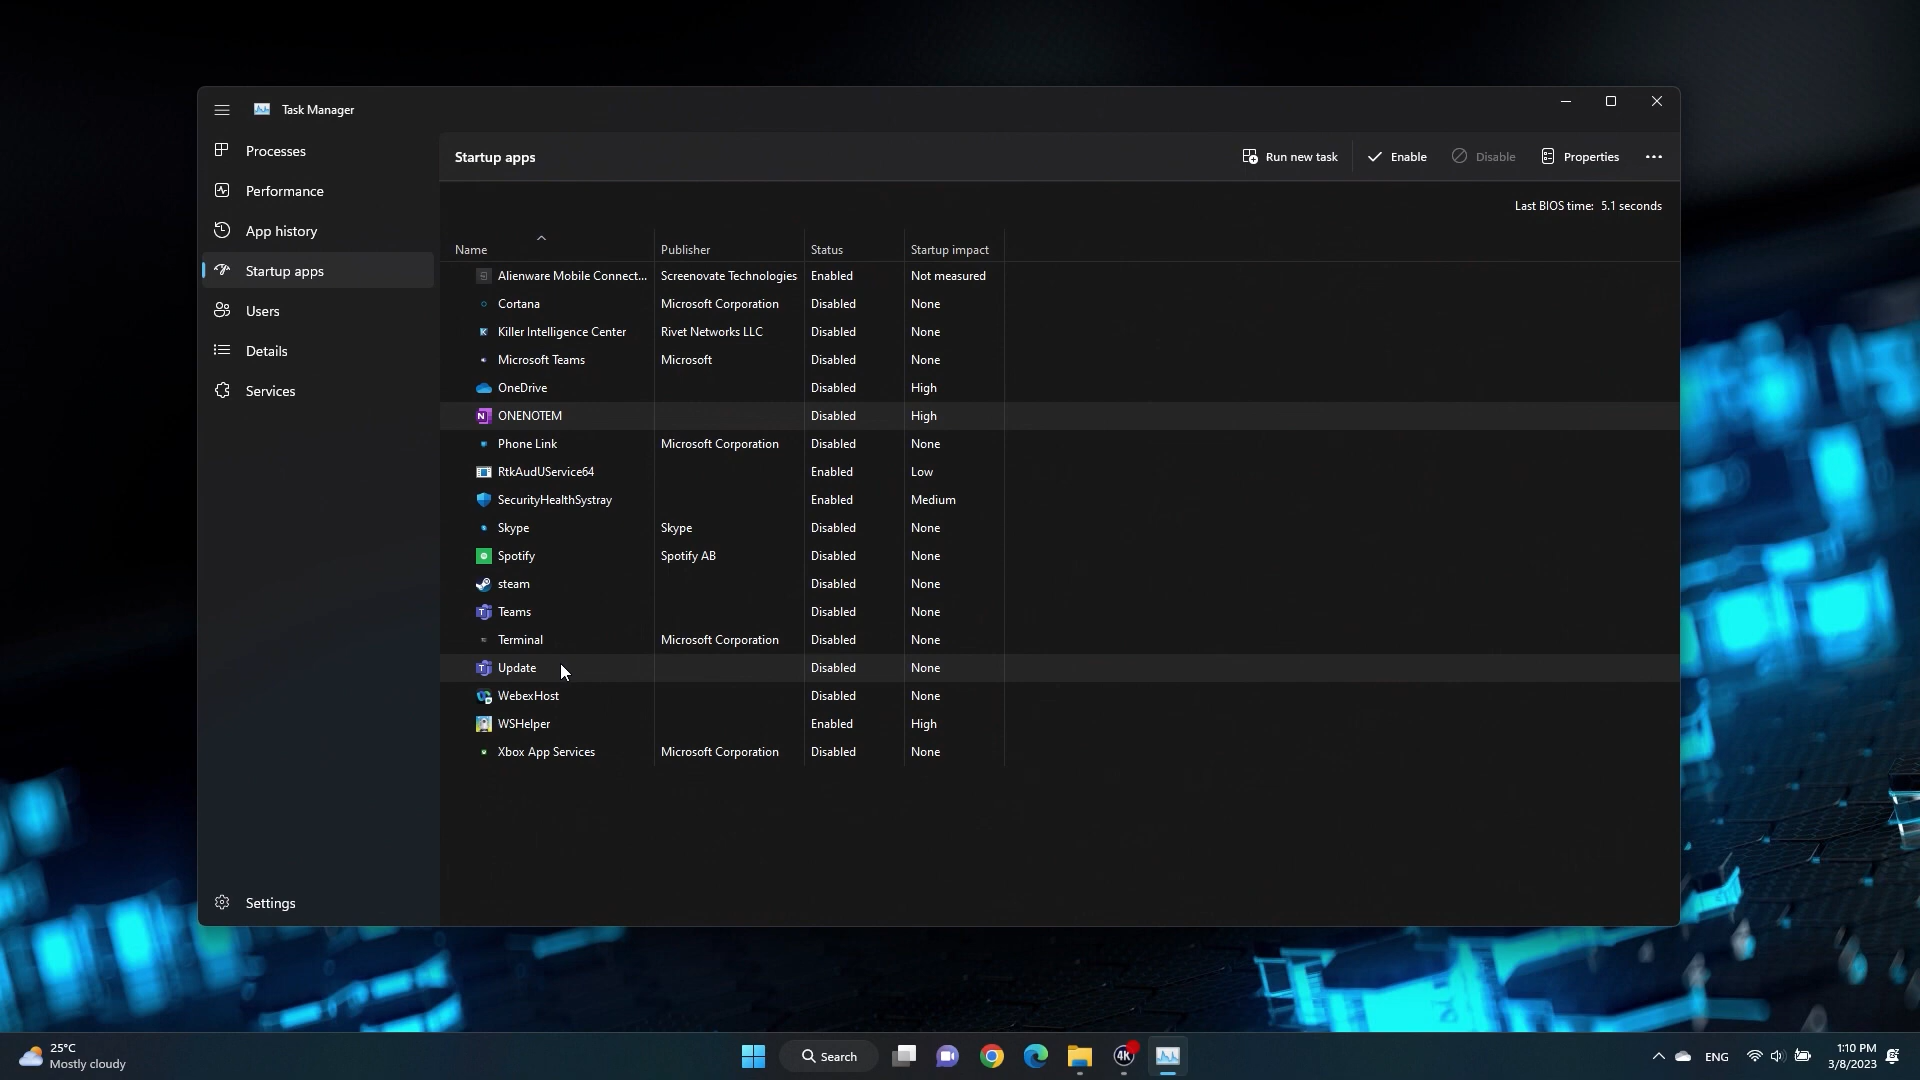 Task Manager
Processes
Performance
App history
Startup apps
Users
Details
Services
Settings
Startup apps
Run new task
Enable
Disable
Properties
Last BIOS time: 5.1 seconds
Name Publisher Status Startup impact
Alienware Mobile Connect... Screenovate Technologies Enabled Not measured
Cortana Microsoft Corporation Disabled None
Killer Intelligence Center Rivet Networks LLC Disabled None
Microsoft Teams Microsoft Disabled None
OneDrive Disabled High
ONENOTEM Disabled High
Phone Link Microsoft Corporation Disabled None
RtkAudUService64 Enabled Low
SecurityHealthSystray Enabled Medium
Skype Skype Disabled None
Spotify Spotify AB Disabled None
steam Disabled None
Teams Disabled None
Terminal Microsoft Corporation Disabled None
Update Disabled None
WebexHost Disabled None
WSHelper Enabled High
Xbox App Services Microsoft Corporation Disabled None
25°C
Mostly cloudy
Search
4K
ENG
1:10 PM
3/8/2023